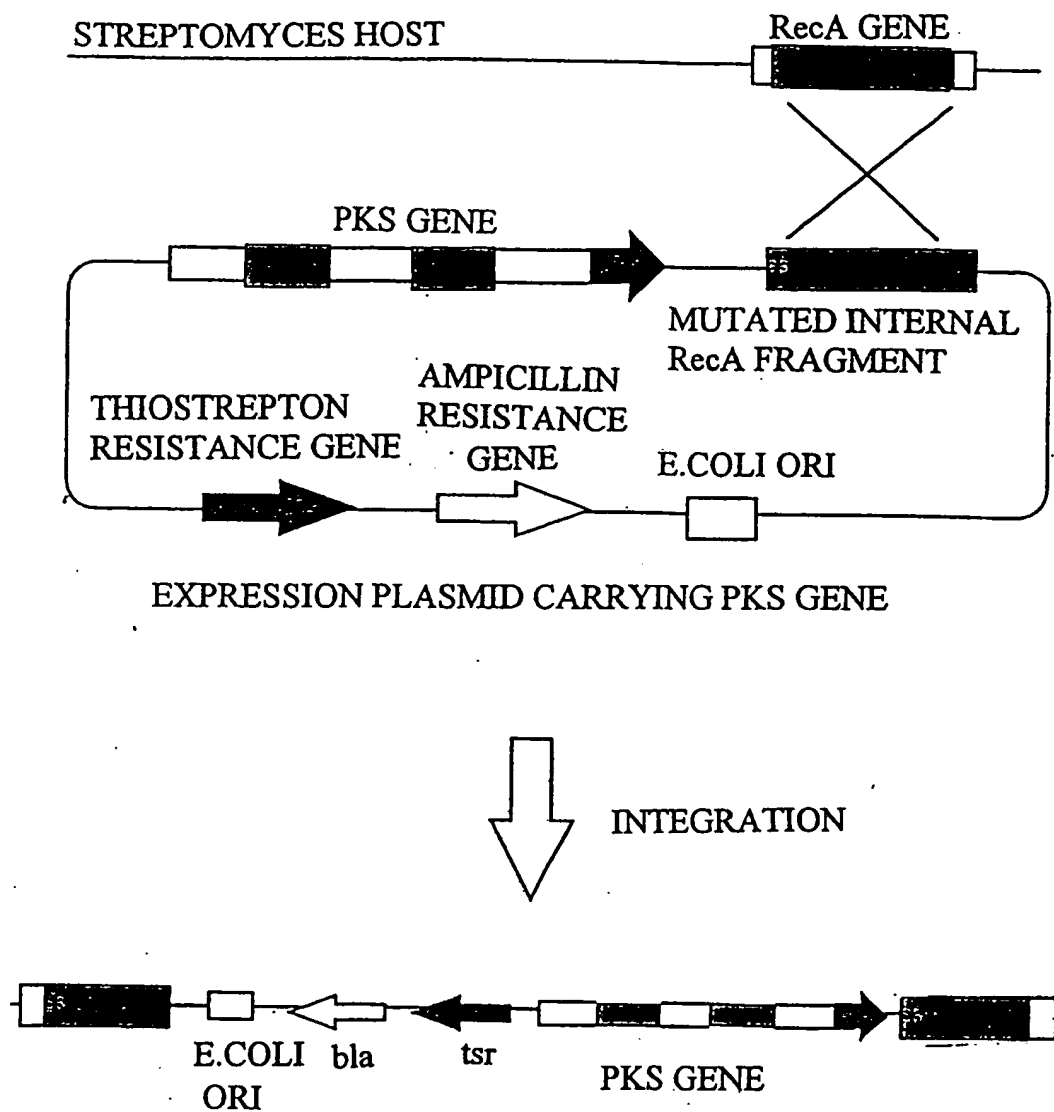 STREPTOMYCES HOST
RecA GENE
PKS GENE
MUTATED INTERNAL
RecA FRAGMENT
THIOSTREPTON
RESISTANCE GENE
AMPICILLIN
RESISTANCE
GENE
E.COLI ORI
EXPRESSION PLASMID CARRYING PKS GENE
INTEGRATION
E.COLI
ORI
bla
tsr
PKS GENE